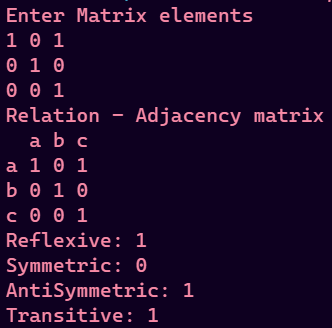 Enter Matrix elements
1 0 1
0 1 0
0 0 1
Relation - Adjacency matrix
  a b c
a 1 0 1
b 0 1 0
c 0 0 1
Reflexive: 1
Symmetric: 0
AntiSymmetric: 1
Transitive: 1